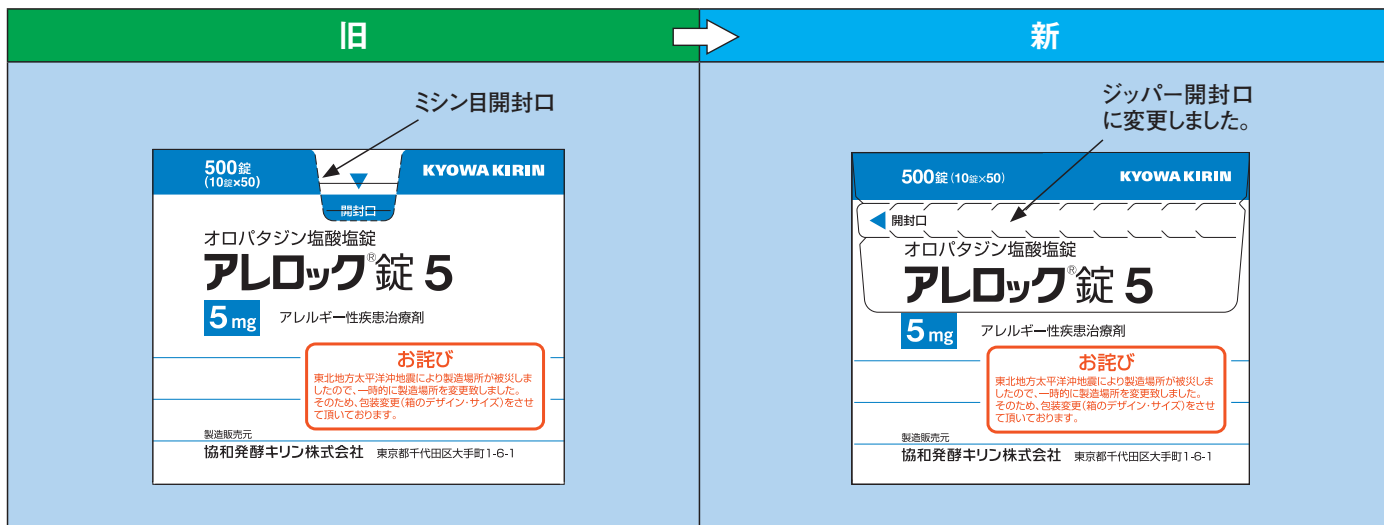 旧
新
ミシン目開封口
500錠
(10錠×50)
KYOWA KIRIN
開封口
オロパタジン塩酸塩錠
アレロック®錠 5
5 mg
アレルギー性疾患治療剤
お詫び
東北地方太平洋沖地震により製造場所が被災しま
したので、一時的に製造場所を変更致しました。
そのため、包装変更(箱のデザイン・サイズ)をさせ
て頂いております。
製造販売元
協和発酵キリン株式会社 東京都千代田区大手町1-6-1
ジッパー開封口
に変更しました。
500錠(10錠×50)
KYOWA KIRIN
開封口
オロパタジン塩酸塩錠
アレロック®錠 5
5 mg
アレルギー性疾患治療剤
お詫び
東北地方太平洋沖地震により製造場所が被災しま
したので、一時的に製造場所を変更致しました。
そのため、包装変更(箱のデザイン・サイズ)をさせ
て頂いております。
製造販売元
協和発酵キリン株式会社 東京都千代田区大手町1-6-1